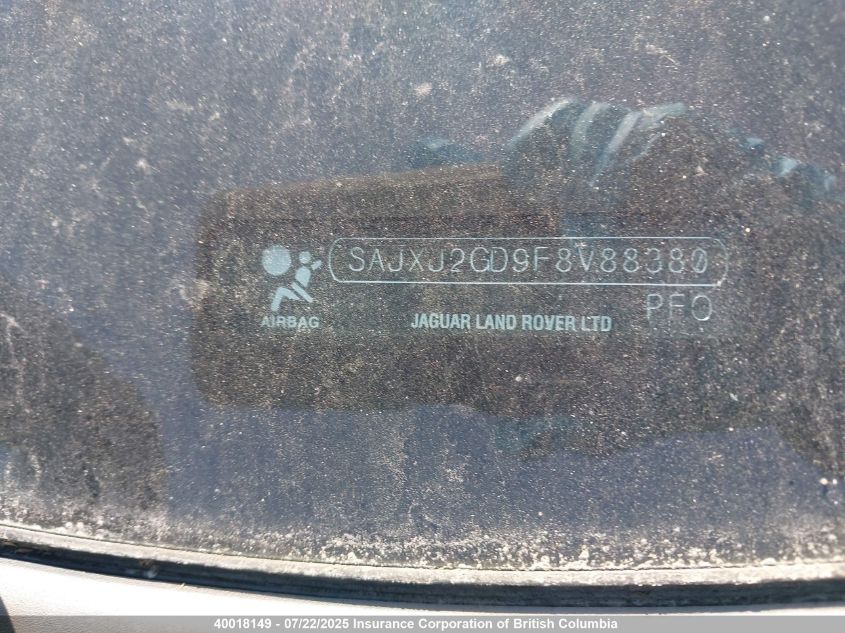 SAJXJ2GD9F8V88380
PFO
AIRBAG
JAGUAR LAND ROVER LTD
40018149 - 07/22/2025 Insurance Corporation of British Columbia